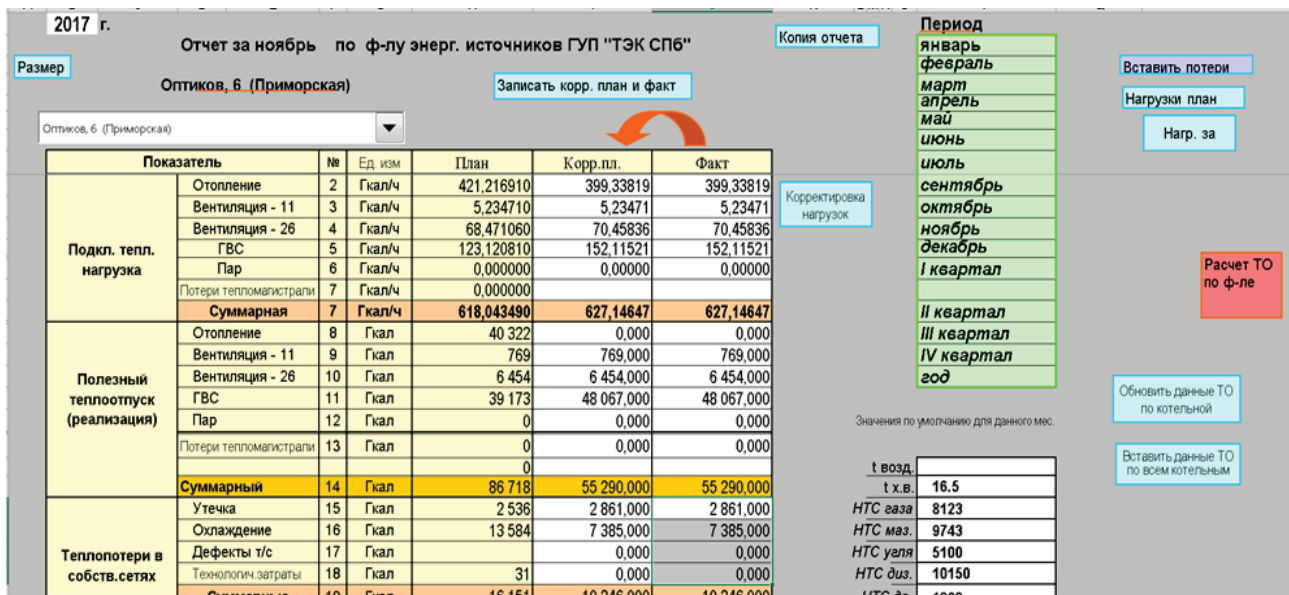 2017 г.
Отчет за ноябрь по ф-лу энерг. источников ГУП "ТЭК СПб"
Копия отчета
Период
Размер
Оптиков, 6 (Приморская)
Записать корр. план и факт
Оптиков, 6 (Приморская)
январь
февраль
март
апрель
май
июнь
июль
сентябрь
октябрь
ноябрь
декабрь
I квартал
II квартал
III квартал
IV квартал
год
Вставить потери
Нагрузки план
Нагр. за
Корректировка
нагрузок
Расчет ТО
по ф-ле
Обновить данные ТО
по котельной
Вставить данные ТО
по всем котельным
Показатель № Ед. изм План Корр.пл. Факт
Подкл. тепл.
нагрузка
Отопление 2 Гкал/ч 421,216910 399,33819 399,33819
Вентиляция - 11 3 Гкал/ч 5,234710 5,23471 5,23471
Вентиляция - 26 4 Гкал/ч 68,471060 70,45836 70,45836
ГВС 5 Гкал/ч 123,120810 152,11521 152,11521
Пар 6 Гкал/ч 0,000000 0,00000 0,00000
Потери тепломагистрали 7 Гкал/ч 0,000000
Суммарная 7 Гкал/ч 618,043490 627,14647 627,14647
Полезный
теплоотпуск
(реализация)
Отопление 8 Гкал 40 322 0,000 0,000
Вентиляция - 11 9 Гкал 769 769,000 769,000
Вентиляция - 26 10 Гкал 6 454 6 454,000 6 454,000
ГВС 11 Гкал 39 173 48 067,000 48 067,000
Пар 12 Гкал 0 0,000 0,000
Потери тепломагистрали 13 Гкал 0 0,000 0,000
0
Суммарный 14 Гкал 86 718 55 290,000 55 290,000
Теплопотери в
собств.сетях
Утечка 15 Гкал 2 536 2 861,000 2 861,000
Охлаждение 16 Гкал 13 584 7 385,000 7 385,000
Дефекты т/с 17 Гкал 0,000 0,000
Технологич.затраты 18 Гкал 31 0,000 0,000
Значения по умолчанию для данного мес.
t возд.
t х.в. 16.5
НТС газа 8123
НТС маз. 9743
НТС угля 5100
НТС диз. 10150